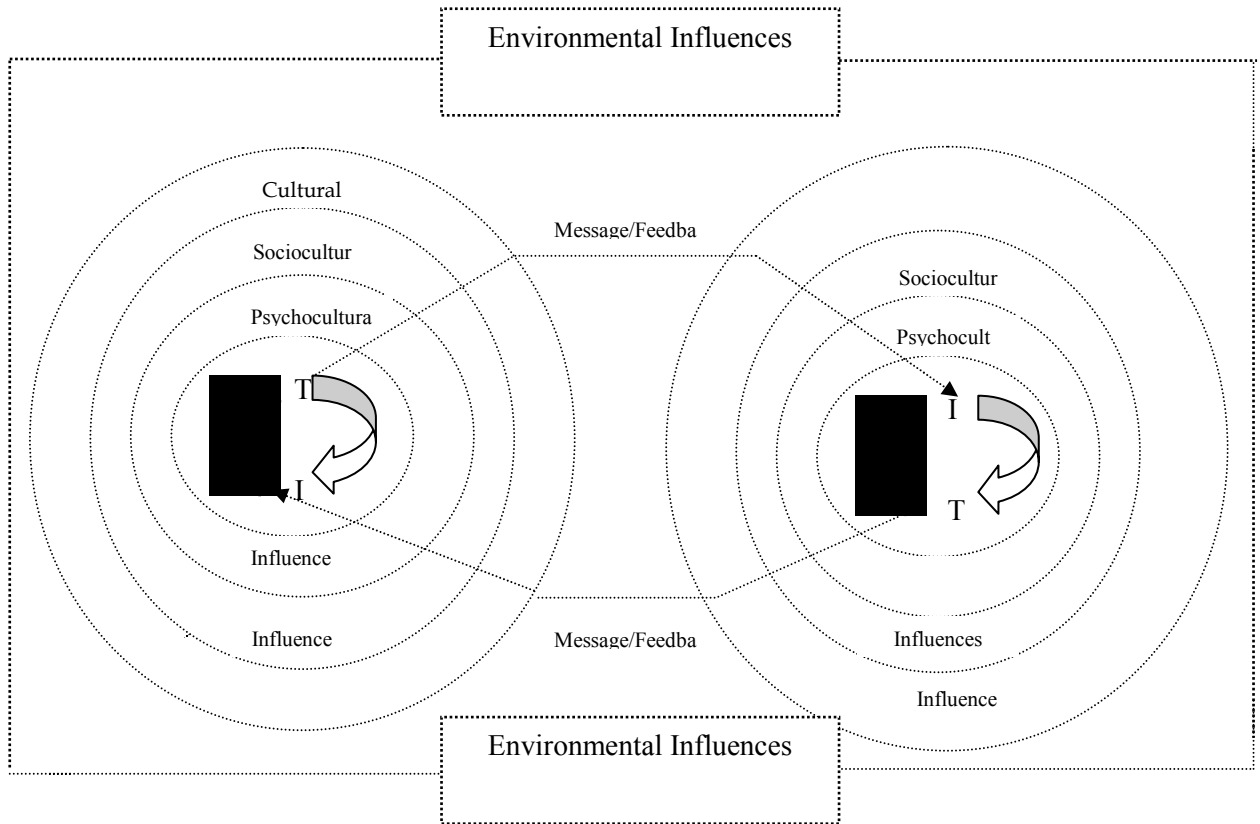 Environmental Influences
Cultural
Sociocultur
Psychocultura
T
I
Influence
Influence
Message/Feedba
Message/Feedba
Sociocultur
Psychocult
I
T
Influences
Influence
Environmental Influences